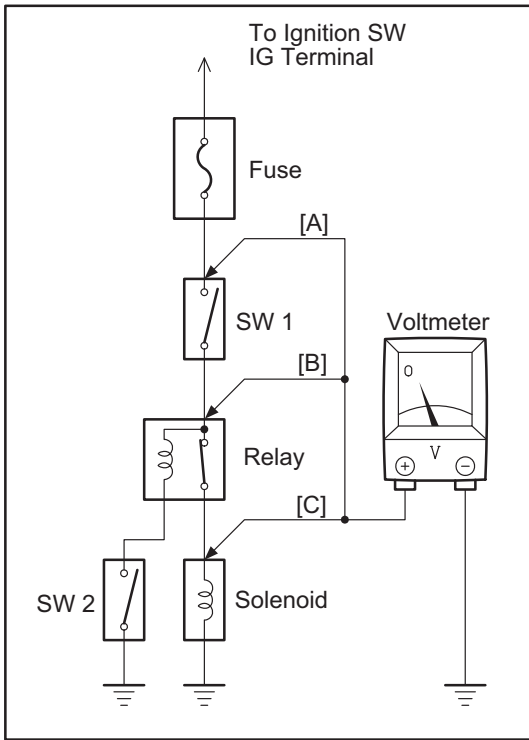 To Ignition SW
IG Terminal
Fuse
[A]
SW 1
Voltmeter
0
[B]
V
Relay
+ −
[C]
SW 2
Solenoid